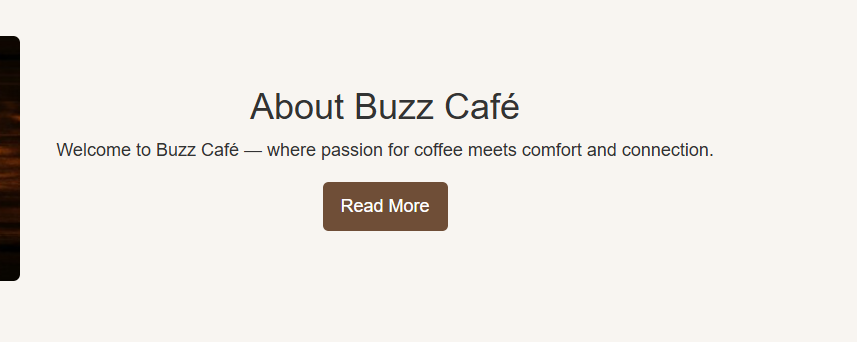 About Buzz Café
Welcome to Buzz Café — where passion for coffee meets comfort and connection.
Read More